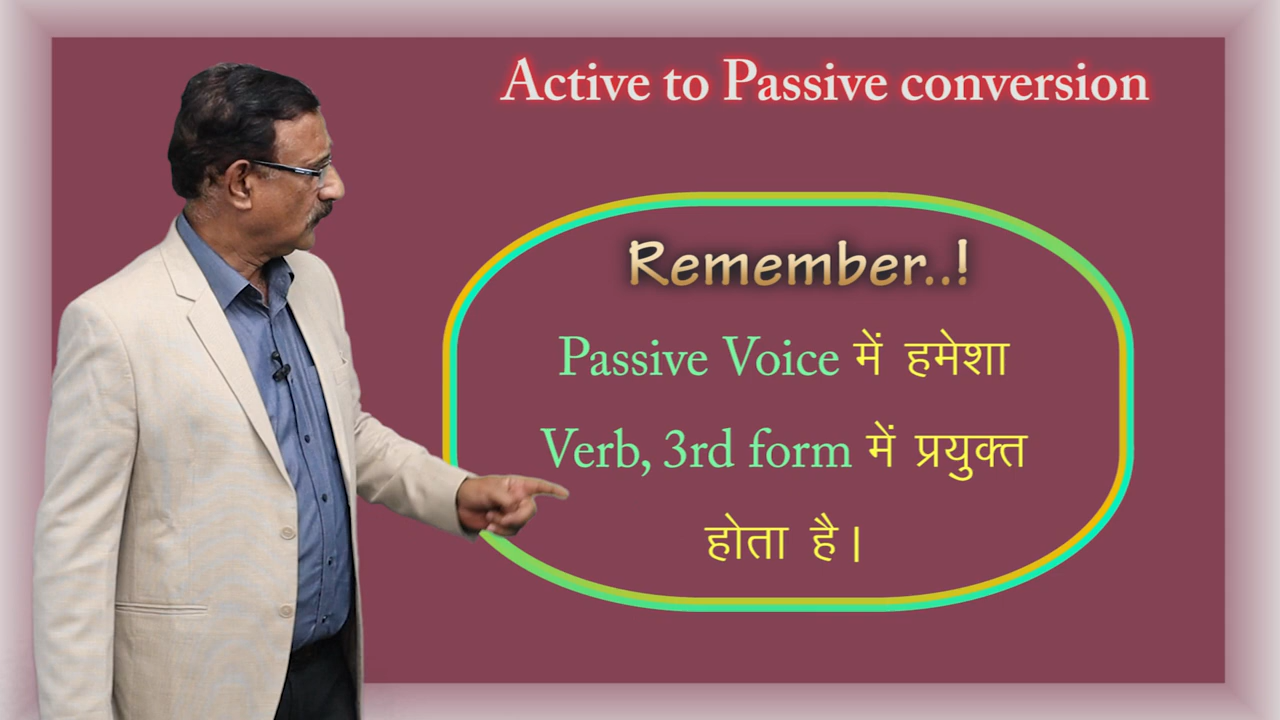 Active to Passive conversion
Remember..!
Passive Voice में हमेशा
Verb, 3rd form में प्रयुक्त
होता है।